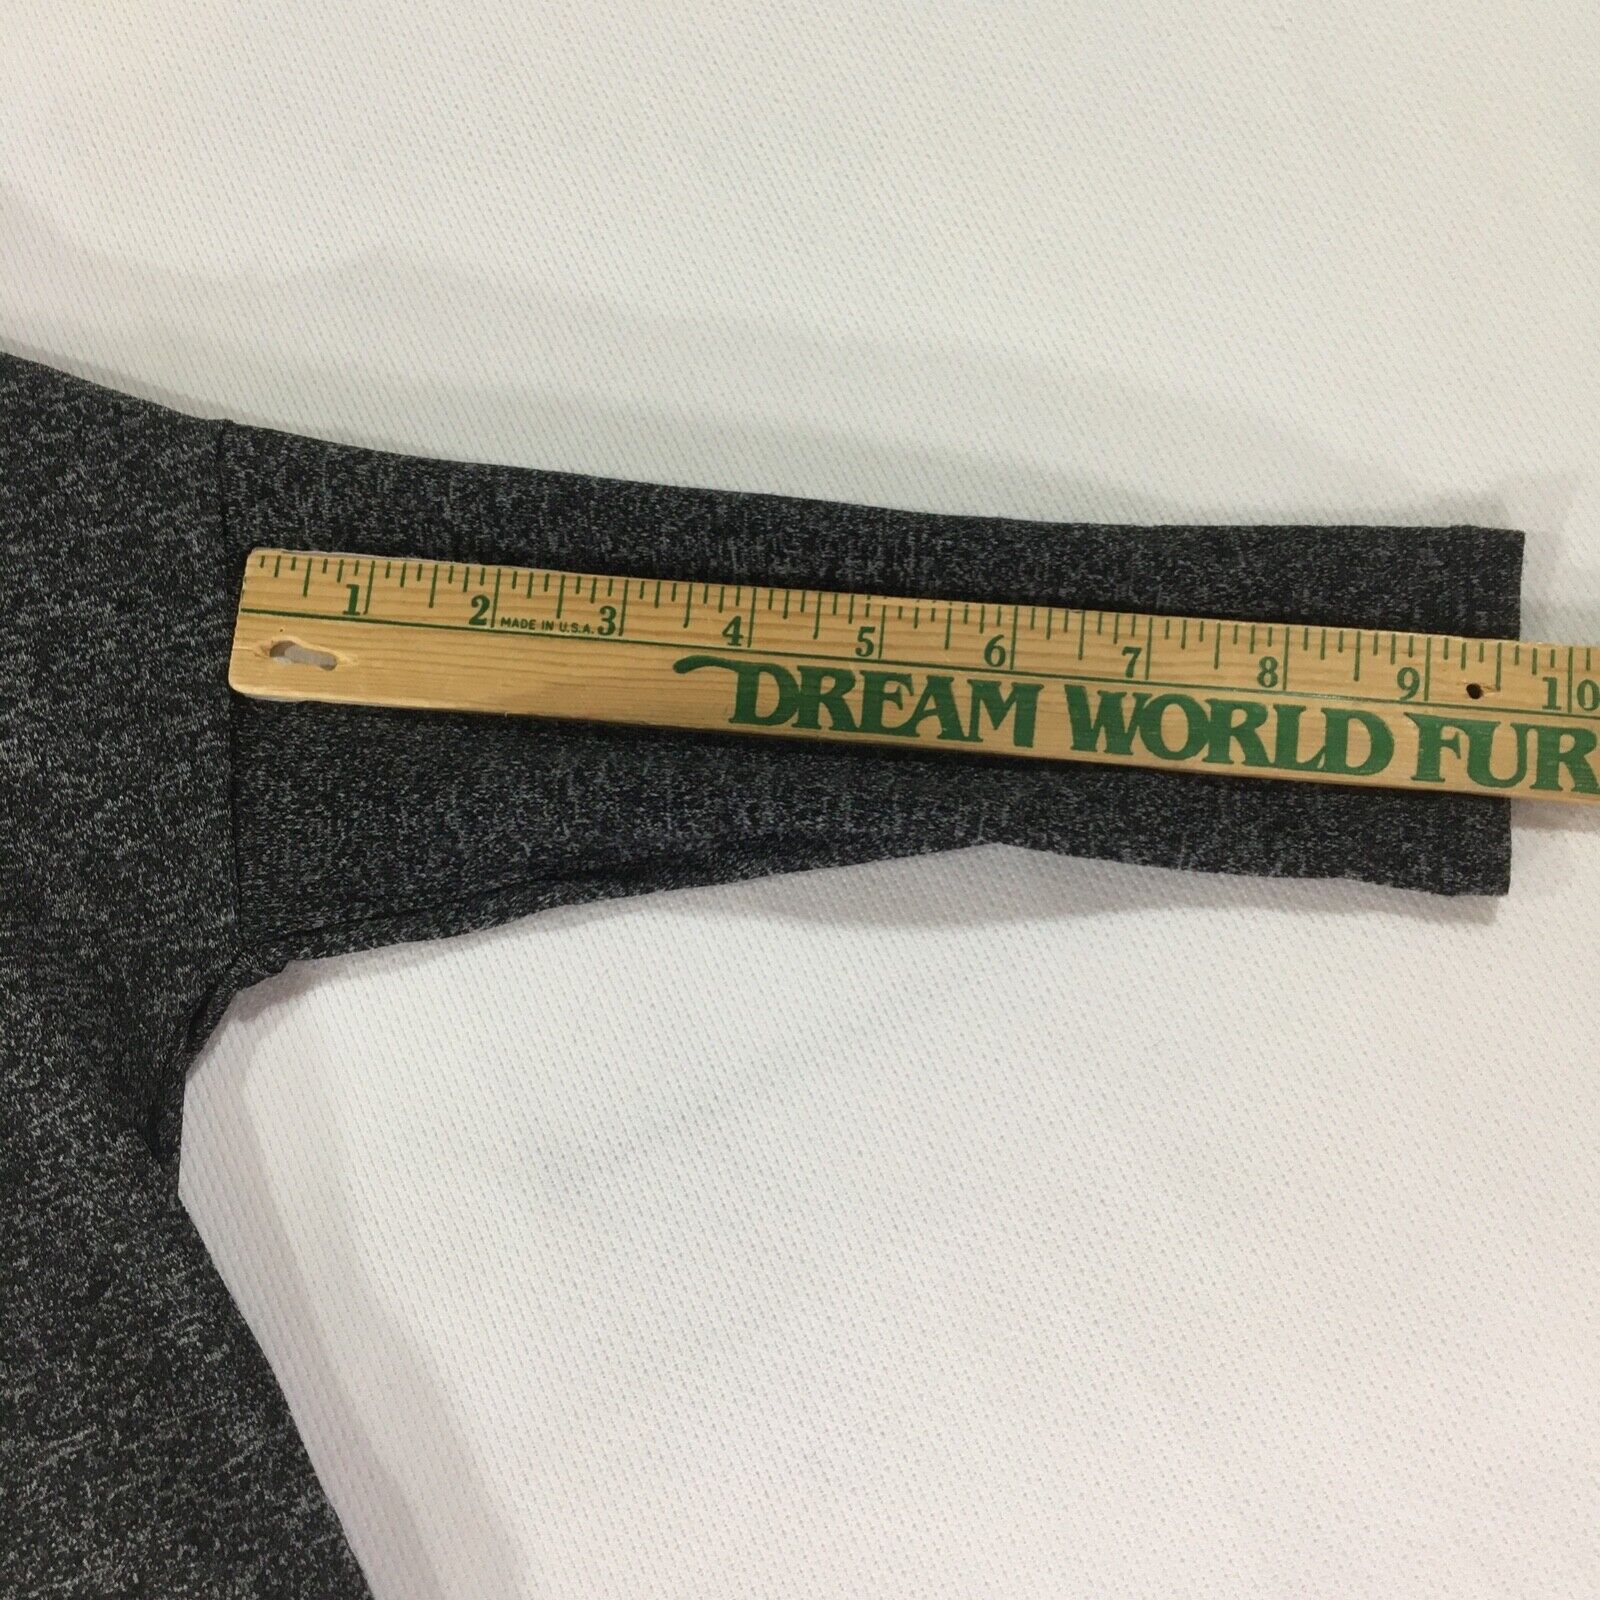 1 2 3 4 5 6 7 8 9 10
MADE IN U.S.A.
DREAM WORLD FUR